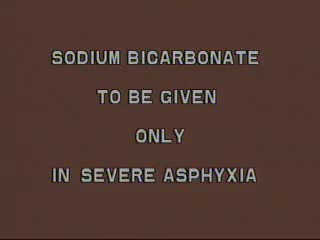 SODIUM BICARBONATE
TO BE GIVEN
ONLY
IN SEVERE ASPHYXIA